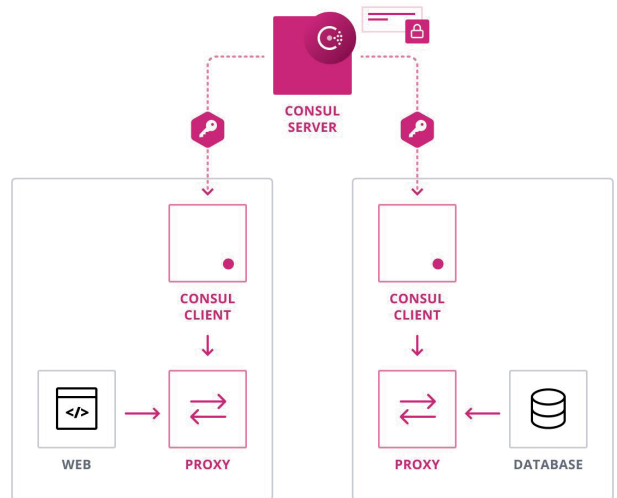 CONSUL
SERVER
CONSUL
CLIENT
CONSUL
CLIENT
</>
WEB
PROXY
PROXY
DATABASE